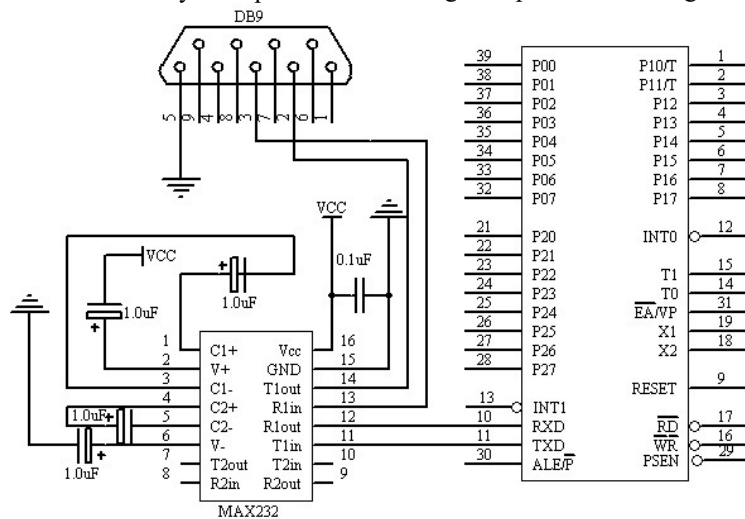 DB9
5 9 4 8 3 7 2 6 1
VCC
VCC
0.1uF
1.0uF
1.0uF
1.0uF
1.0uF
1 C1+ Vcc 16
2 V+ GND 15
3 C1- T1out 14
4 C2+ R1in 13
5 C2- R1out 12
6 V- T1in 11
7 T2out T2in 10
8 R2in R2out 9
MAX232
39 P00 P10/T 1
38 P01 P11/T 2
37 P02 P12 3
36 P03 P13 4
35 P04 P14 5
34 P05 P15 6
33 P06 P16 7
32 P07 P17 8
21 P20 INT0 12
22 P21
23 P22 T1 15
24 P23 T0 14
25 P24 EA/VP 31
26 P25 X1 19
27 P26 X2 18
28 P27
RESET 9
13 INT1
10 RXD RD 17
11 TXD WR 16
30 ALE/P PSEN 29